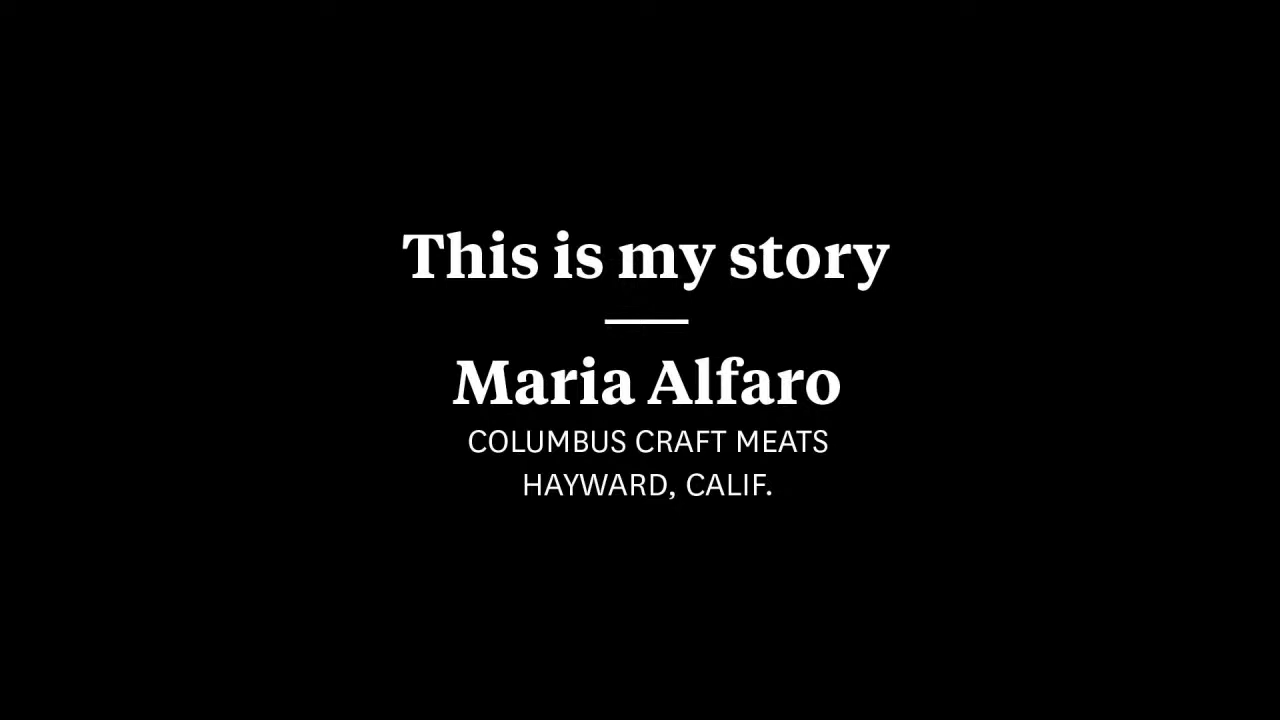 This is my story
Maria Alfaro
COLUMBUS CRAFT MEATS
HAYWARD, CALIF.